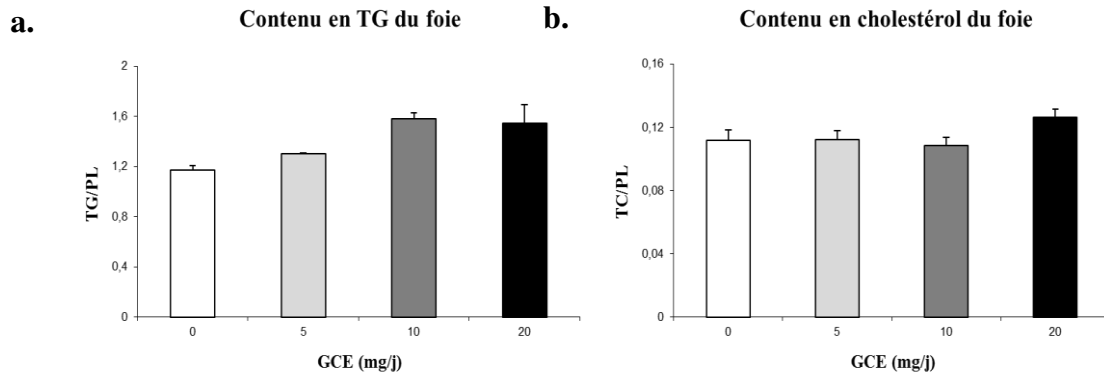 a.
Contenu en TG du foie
2
1,6
1,2
0,8
0,4
0
TG/PL
0
5
10
20
GCE (mg/j)
b.
Contenu en cholestérol du foie
0,16
0,12
0,08
0,04
0
TC/PL
0
5
10
20
GCE (mg/j)